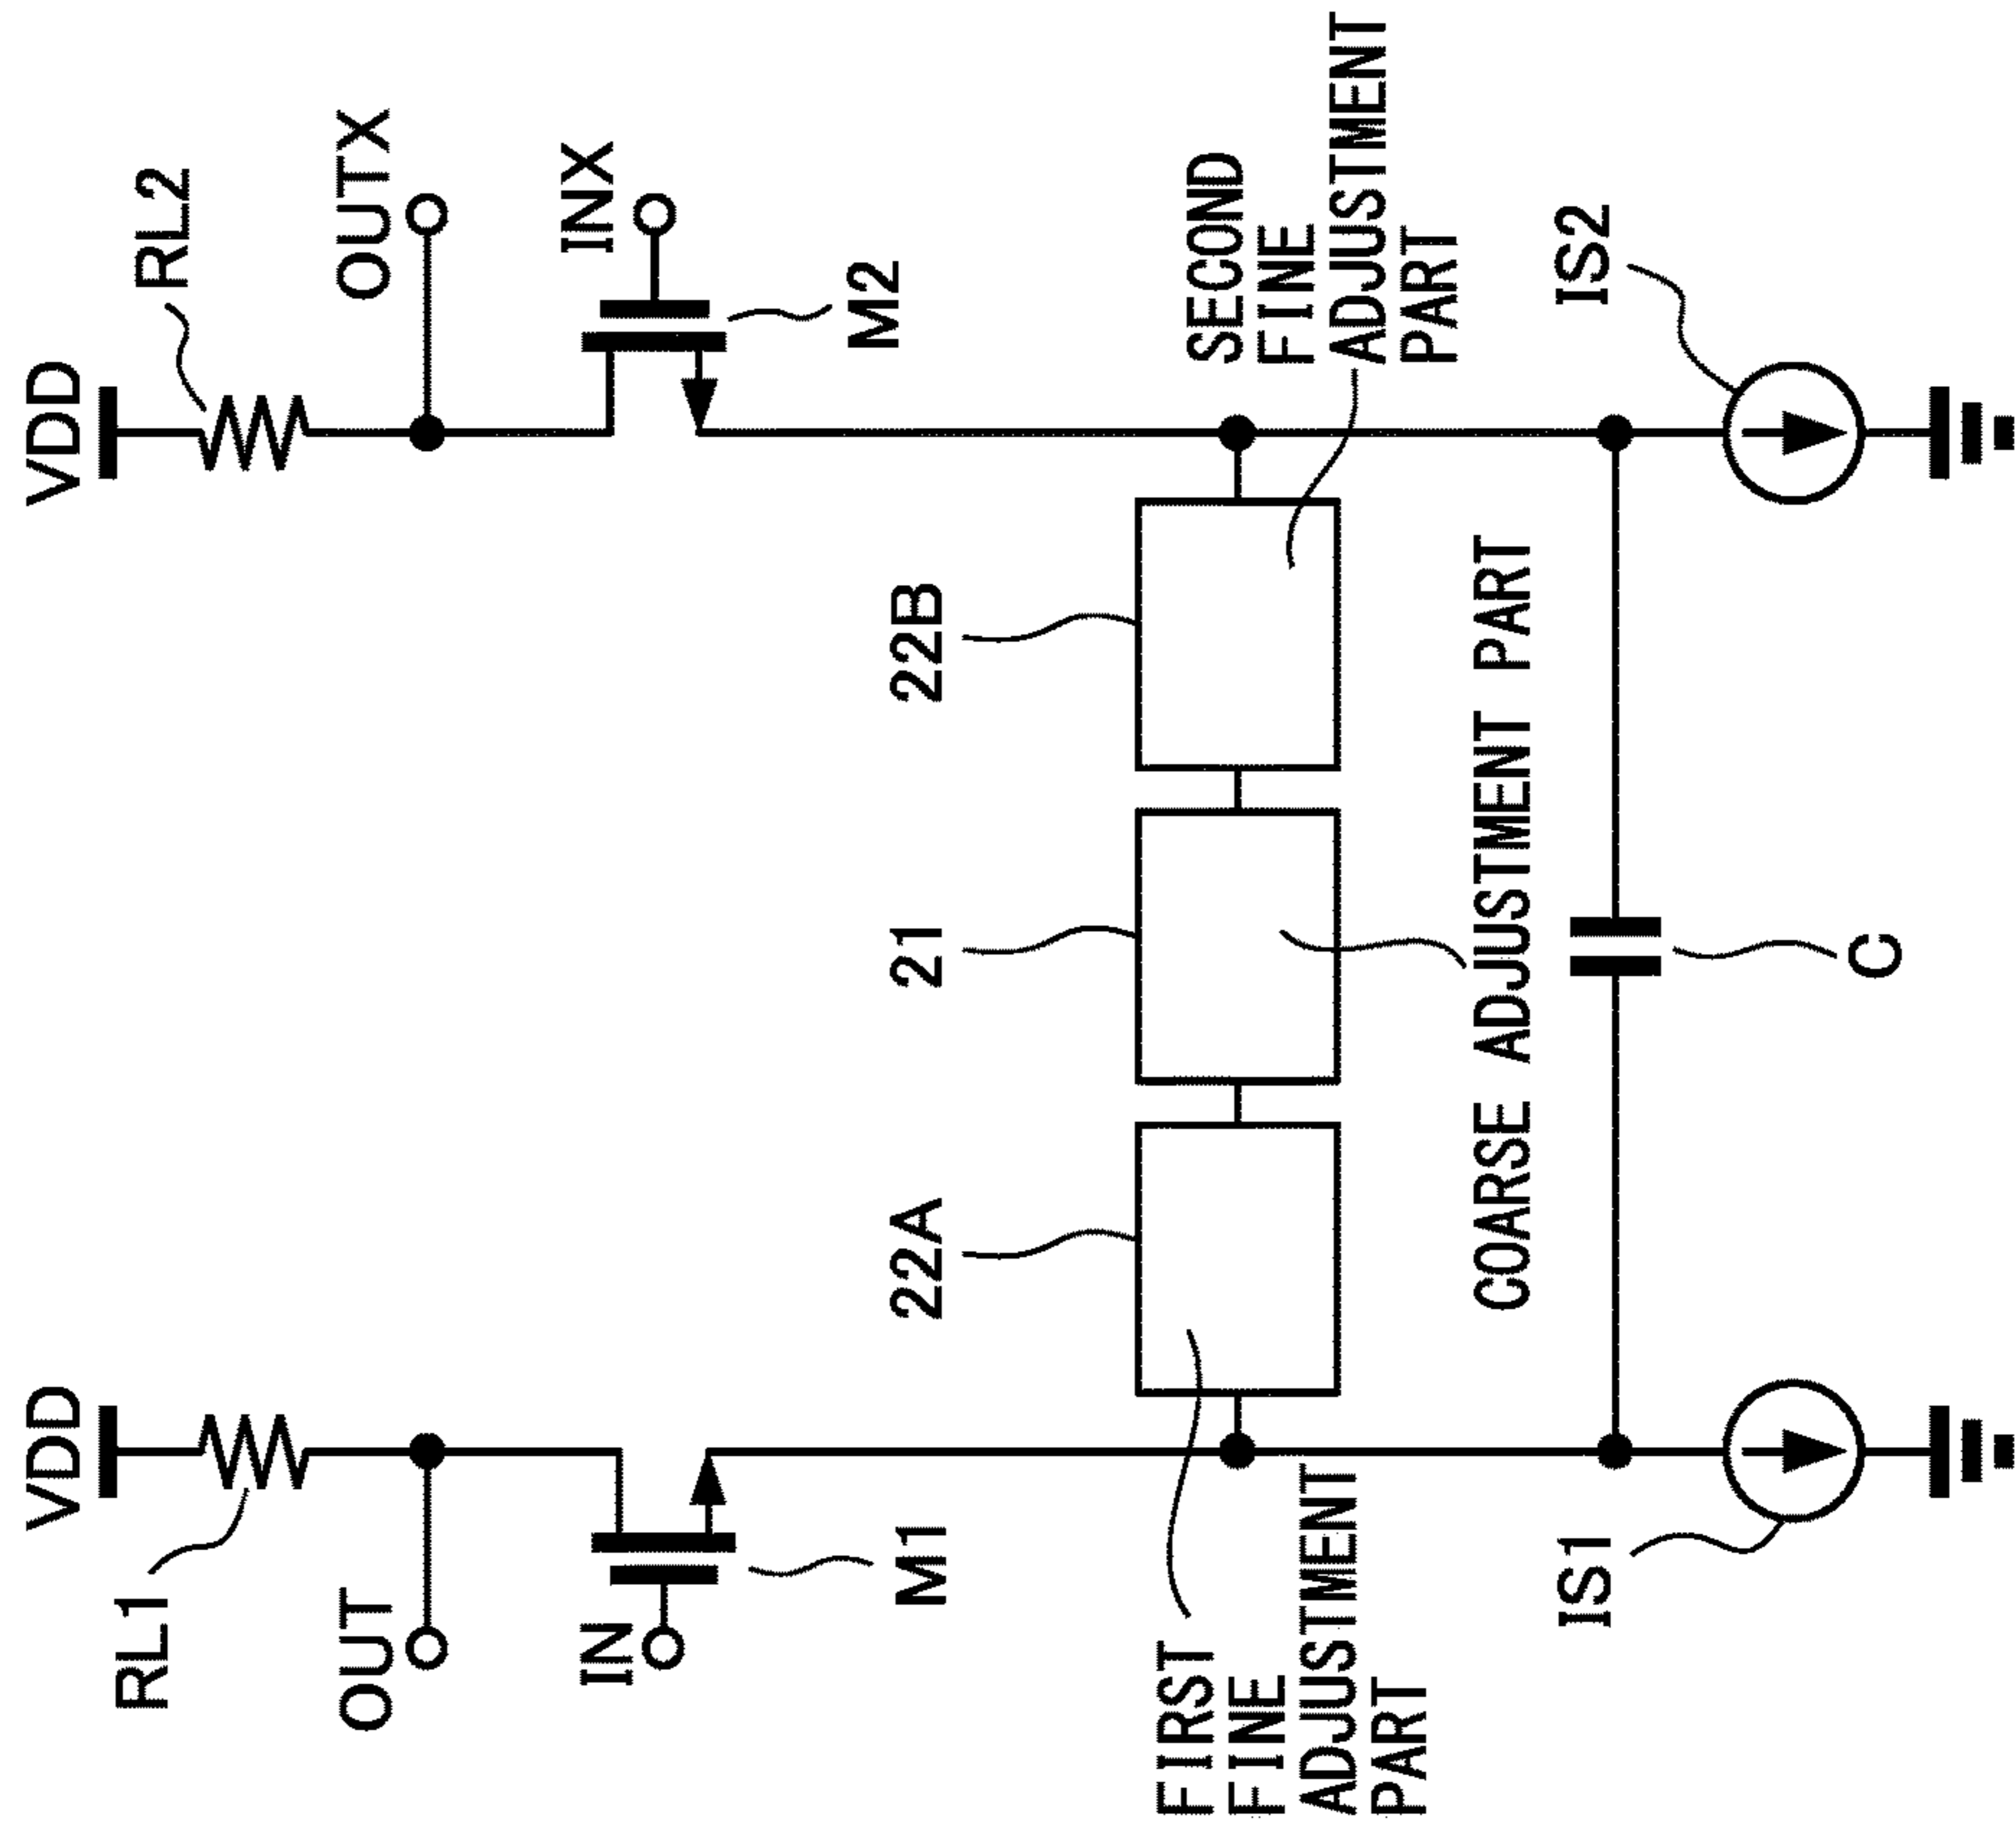 VDD
VDD
RL1
RL2
OUT
OUTX
IN
INX
M1
M2
22A
21
22B
FIRST
FINE
ADJUSTMENT
PART
SECOND
FINE
ADJUSTMENT
PART
COARSE ADJUSTMENT PART
IS1
IS2
C